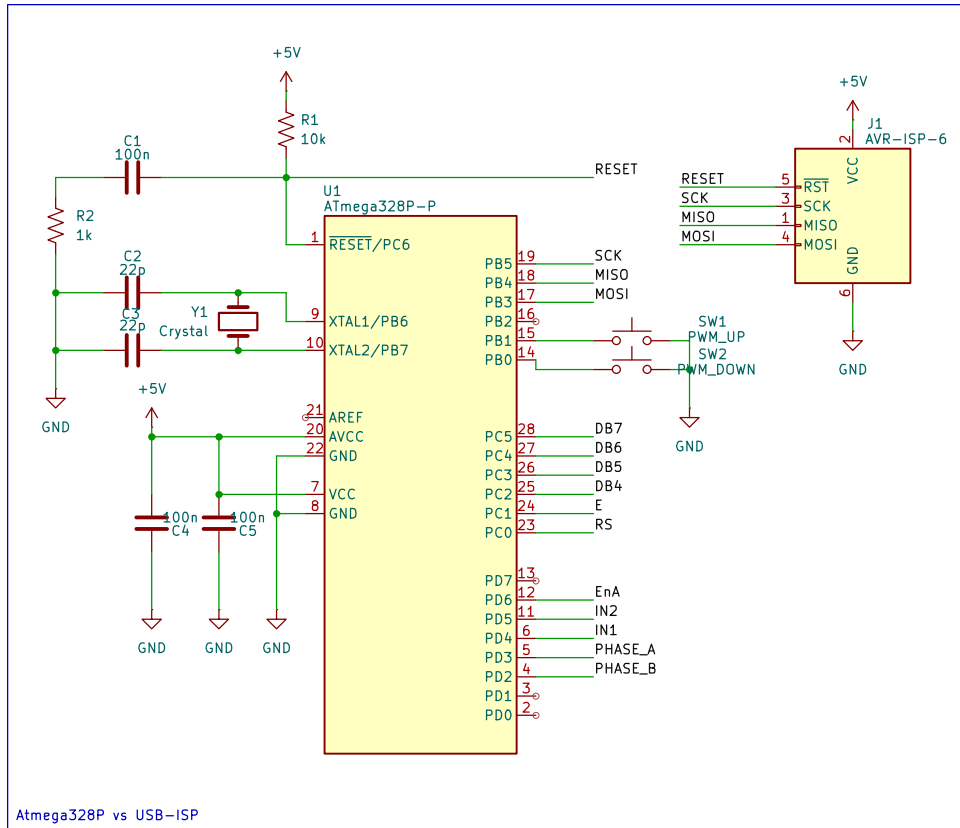 +5V
R1
10k
C1
100n
RESET
R2
1k
C2
22p
C3
22p
Y1
Crystal
GND
+5V
100n
C4
100n
C5
GND
GND
GND
U1
ATmega328P-P
1
RESET/PC6
9
XTAL1/PB6
10
XTAL2/PB7
21
AREF
20
AVCC
22
GND
7
VCC
8
GND
PB5
19
SCK
PB4
18
MISO
PB3
17
MOSI
PB2
16
PB1
15
PB0
14
SW1
PWM_UP
SW2
PWM_DOWN
GND
PC5
28
DB7
PC4
27
DB6
PC3
26
DB5
PC2
25
DB4
PC1
24
E
PC0
23
RS
PD7
13
PD6
12
EnA
PD5
11
IN2
PD4
6
IN1
PD3
5
PHASE_A
PD2
4
PHASE_B
PD1
3
PD0
2
+5V
J1
AVR-ISP-6
2
VCC
RESET
5
RST
SCK
3
SCK
MISO
1
MISO
MOSI
4
MOSI
GND
6
GND
Atmega328P vs USB-ISP